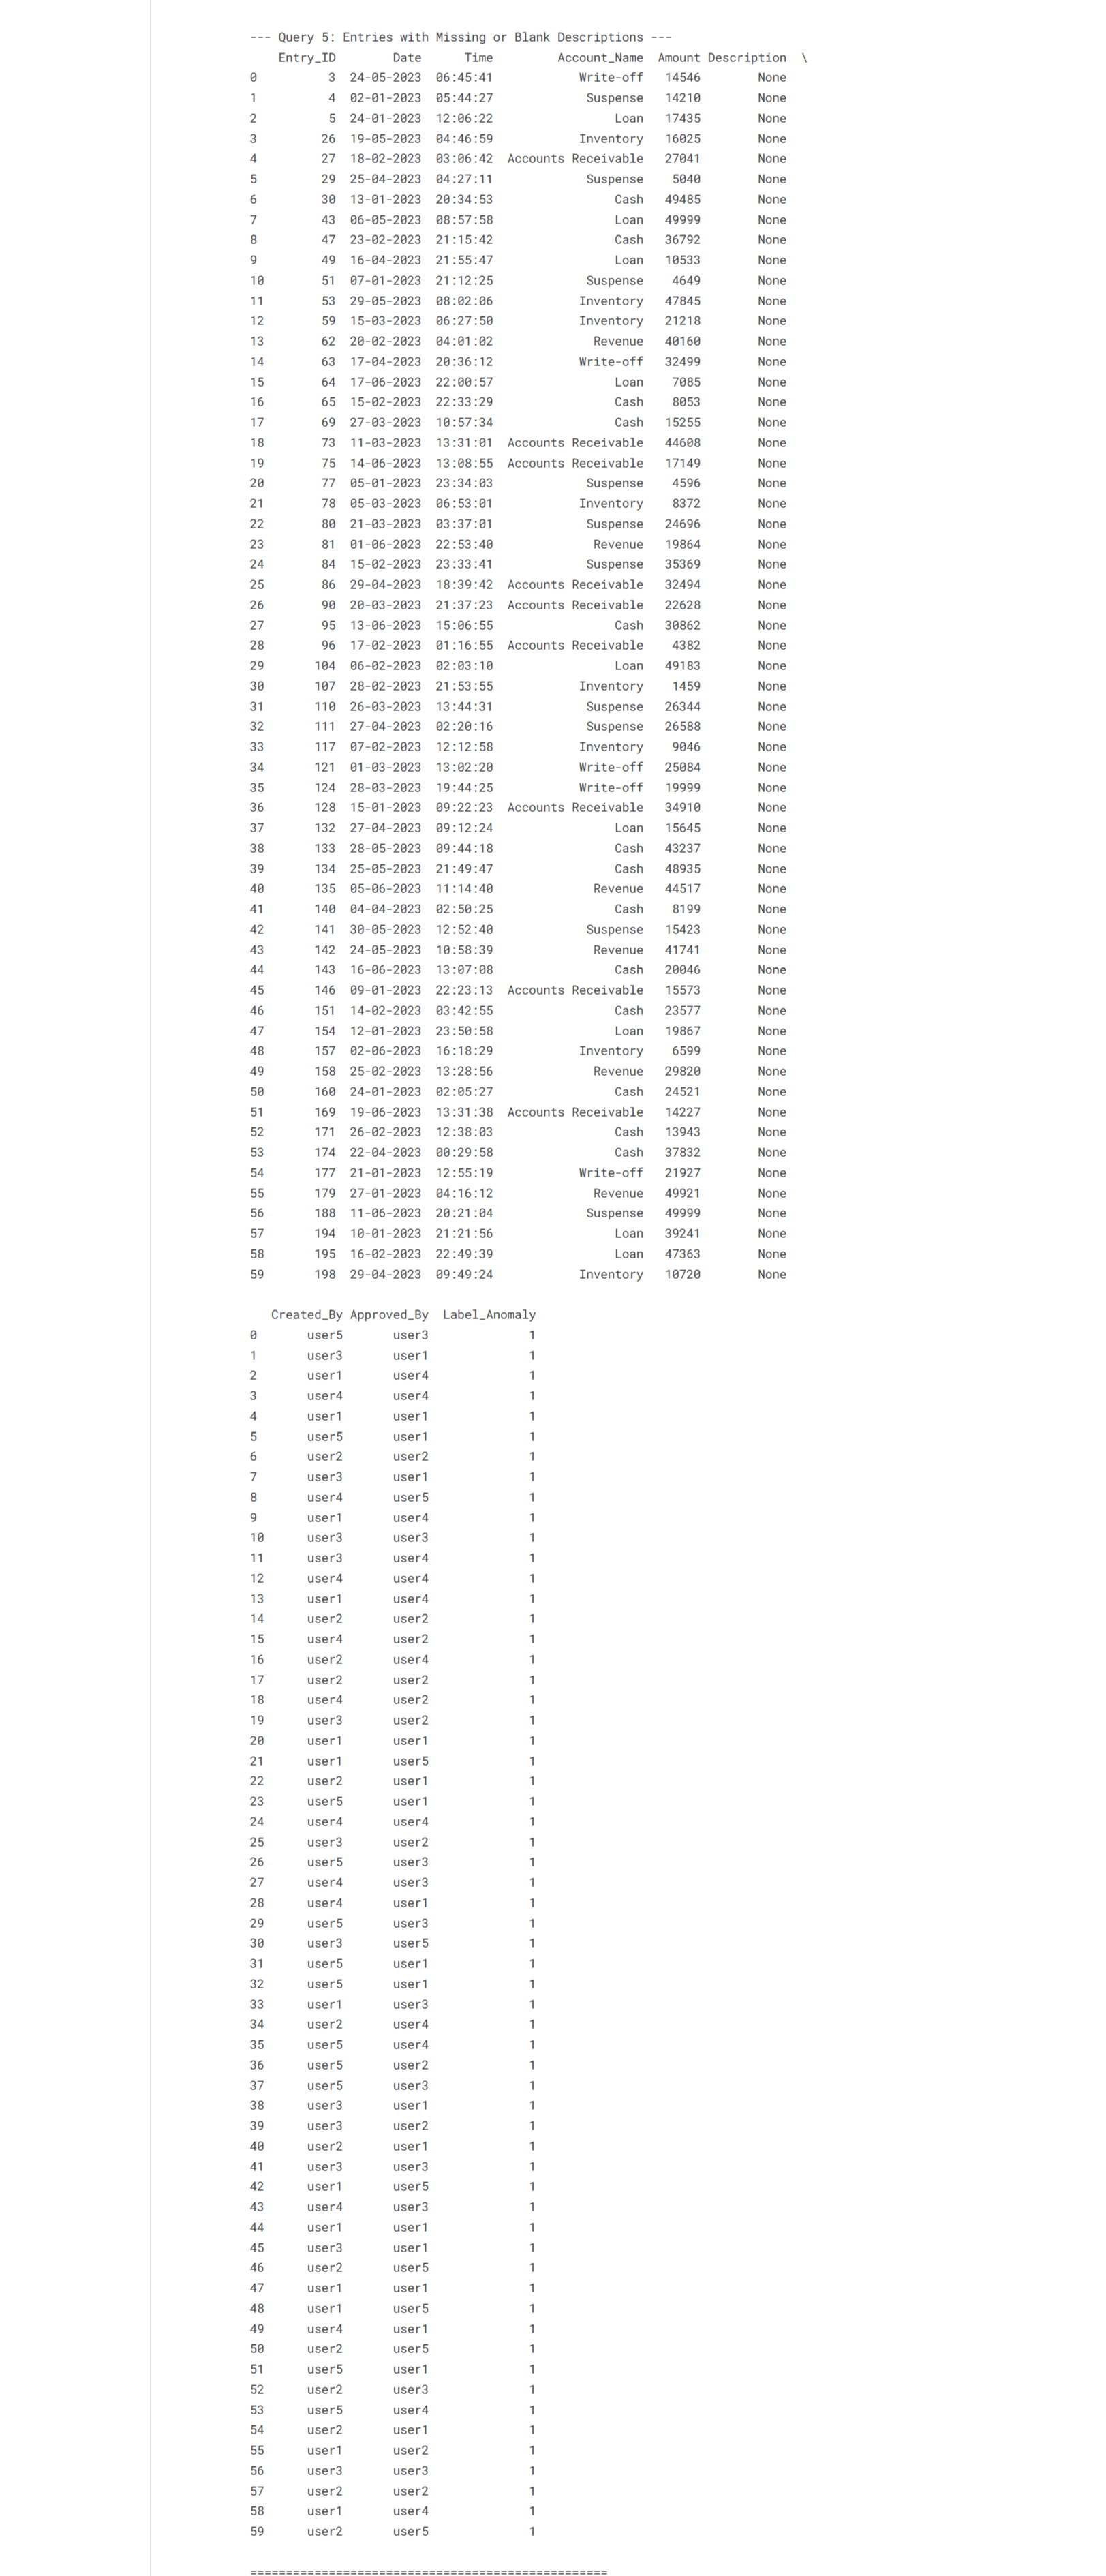 --- Query 5: Entries with Missing or Blank Descriptions ---
    Entry_ID        Date      Time         Account_Name  Amount Description  \
0          3  24-05-2023  06:45:41            Write-off   14546        None
1          4  02-01-2023  05:44:27             Suspense   14210        None
2          5  24-01-2023  12:06:22                 Loan   17435        None
3         26  19-05-2023  04:46:59            Inventory   16025        None
4         27  18-02-2023  03:06:42  Accounts Receivable   27041        None
5         29  25-04-2023  04:27:11             Suspense    5040        None
6         30  13-01-2023  20:34:53                 Cash   49485        None
7         43  06-05-2023  08:57:58                 Loan   49999        None
8         47  23-02-2023  21:15:42                 Cash   36792        None
9         49  16-04-2023  21:55:47                 Loan   10533        None
10        51  07-01-2023  21:12:25             Suspense    4649        None
11        53  29-05-2023  08:02:06            Inventory   47845        None
12        59  15-03-2023  06:27:50            Inventory   21218        None
13        62  20-02-2023  04:01:02              Revenue   40160        None
14        63  17-04-2023  20:36:12            Write-off   32499        None
15        64  17-06-2023  22:00:57                 Loan    7085        None
16        65  15-02-2023  22:33:29                 Cash    8053        None
17        69  27-03-2023  10:57:34                 Cash   15255        None
18        73  11-03-2023  13:31:01  Accounts Receivable   44608        None
19        75  14-06-2023  13:08:55  Accounts Receivable   17149        None
20        77  05-01-2023  23:34:03             Suspense    4596        None
21        78  05-03-2023  06:53:01            Inventory    8372        None
22        80  21-03-2023  03:37:01             Suspense   24696        None
23        81  01-06-2023  22:53:40              Revenue   19864        None
24        84  15-02-2023  23:33:41             Suspense   35369        None
25        86  29-04-2023  18:39:42  Accounts Receivable   32494        None
26        90  20-03-2023  21:37:23  Accounts Receivable   22628        None
27        95  13-06-2023  15:06:55                 Cash   30862        None
28        96  17-02-2023  01:16:55  Accounts Receivable    4382        None
29       104  06-02-2023  02:03:10                 Loan   49183        None
30       107  28-02-2023  21:53:55            Inventory    1459        None
31       110  26-03-2023  13:44:31             Suspense   26344        None
32       111  27-04-2023  02:20:16             Suspense   26588        None
33       117  07-02-2023  12:12:58            Inventory    9046        None
34       121  01-03-2023  13:02:20            Write-off   25084        None
35       124  28-03-2023  19:44:25            Write-off   19999        None
36       128  15-01-2023  09:22:23  Accounts Receivable   34910        None
37       132  27-04-2023  09:12:24                 Loan   15645        None
38       133  28-05-2023  09:44:18                 Cash   43237        None
39       134  25-05-2023  21:49:47                 Cash   48935        None
40       135  05-06-2023  11:14:40              Revenue   44517        None
41       140  04-04-2023  02:50:25                 Cash    8199        None
42       141  30-05-2023  12:52:40             Suspense   15423        None
43       142  24-05-2023  10:58:39              Revenue   41741        None
44       143  16-06-2023  13:07:08                 Cash   20046        None
45       146  09-01-2023  22:23:13  Accounts Receivable   15573        None
46       151  14-02-2023  03:42:55                 Cash   23577        None
47       154  12-01-2023  23:50:58                 Loan   19867        None
48       157  02-06-2023  16:18:29            Inventory    6599        None
49       158  25-02-2023  13:28:56              Revenue   29820        None
50       160  24-01-2023  02:05:27                 Cash   24521        None
51       169  19-06-2023  13:31:38  Accounts Receivable   14227        None
52       171  26-02-2023  12:38:03                 Cash   13943        None
53       174  22-04-2023  00:29:58                 Cash   37832        None
54       177  21-01-2023  12:55:19            Write-off   21927        None
55       179  27-01-2023  04:16:12              Revenue   49921        None
56       188  11-06-2023  20:21:04             Suspense   49999        None
57       194  10-01-2023  21:21:56                 Loan   39241        None
58       195  16-02-2023  22:49:39                 Loan   47363        None
59       198  29-04-2023  09:49:24            Inventory   10720        None
   Created_By Approved_By  Label_Anomaly
0       user5       user3              1
1       user3       user1              1
2       user1       user4              1
3       user4       user4              1
4       user1       user1              1
5       user5       user1              1
6       user2       user2              1
7       user3       user1              1
8       user4       user5              1
9       user1       user4              1
10      user3       user3              1
11      user3       user4              1
12      user4       user4              1
13      user1       user4              1
14      user2       user2              1
15      user4       user2              1
16      user2       user4              1
17      user2       user2              1
18      user4       user2              1
19      user3       user2              1
20      user1       user1              1
21      user1       user5              1
22      user2       user1              1
23      user5       user1              1
24      user4       user4              1
25      user3       user2              1
26      user5       user3              1
27      user4       user3              1
28      user4       user1              1
29      user5       user3              1
30      user3       user5              1
31      user5       user1              1
32      user5       user1              1
33      user1       user3              1
34      user2       user4              1
35      user5       user4              1
36      user5       user2              1
37      user5       user3              1
38      user3       user1              1
39      user3       user2              1
40      user2       user1              1
41      user3       user3              1
42      user1       user5              1
43      user4       user3              1
44      user1       user1              1
45      user3       user1              1
46      user2       user5              1
47      user1       user1              1
48      user1       user5              1
49      user4       user1              1
50      user2       user5              1
51      user5       user1              1
52      user2       user3              1
53      user5       user4              1
54      user2       user1              1
55      user1       user2              1
56      user3       user3              1
57      user2       user2              1
58      user1       user4              1
59      user2       user5              1
==================================================